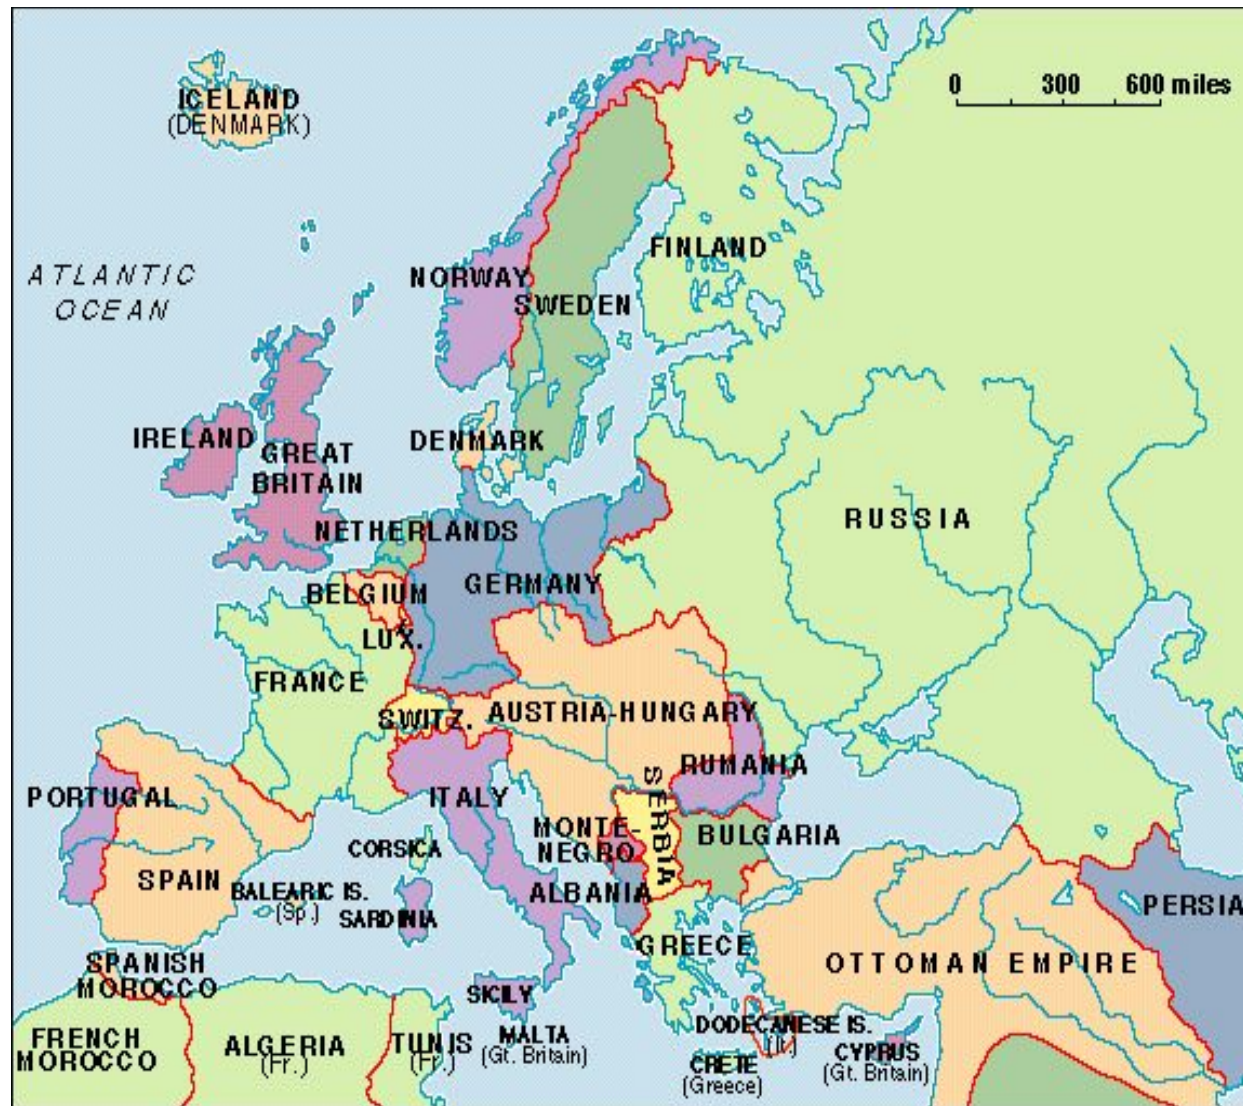 0 300 600 miles
ICELAND
(DENMARK)
ATLANTIC
OCEAN
NORWAY
FINLAND
SWEDEN
IRELAND
GREAT
BRITAIN
DENMARK
NETHERLANDS
RUSSIA
BELGIUM
GERMANY
LUX.
FRANCE
SWITZ.
AUSTRIA-HUNGARY
RUMANIA
PORTUGAL
ITALY
SERBIA
MONTE-
NEGRO
BULGARIA
CORSICA
SPAIN
BALEARIC IS.
(Sp.)
SARDINIA
ALBANIA
PERSIA
GREECE
OTTOMAN EMPIRE
SPANISH
MOROCCO
SICILY
FRENCH
MOROCCO
ALGERIA
(Fr.)
TUNIS
(Fr.)
MALTA
(Gt. Britain)
DODECANESE IS.
(It.)
CRETE
(Greece)
CYPRUS
(Gt. Britain)